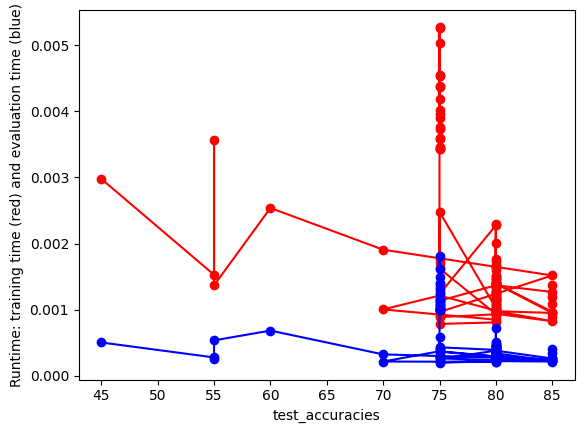 Runtime: training time (red) and evaluation time (blue)
0.005
0.004
0.003
0.002
0.001
0.000
45 50 55 60 65 70 75 80 85
test_accuracies